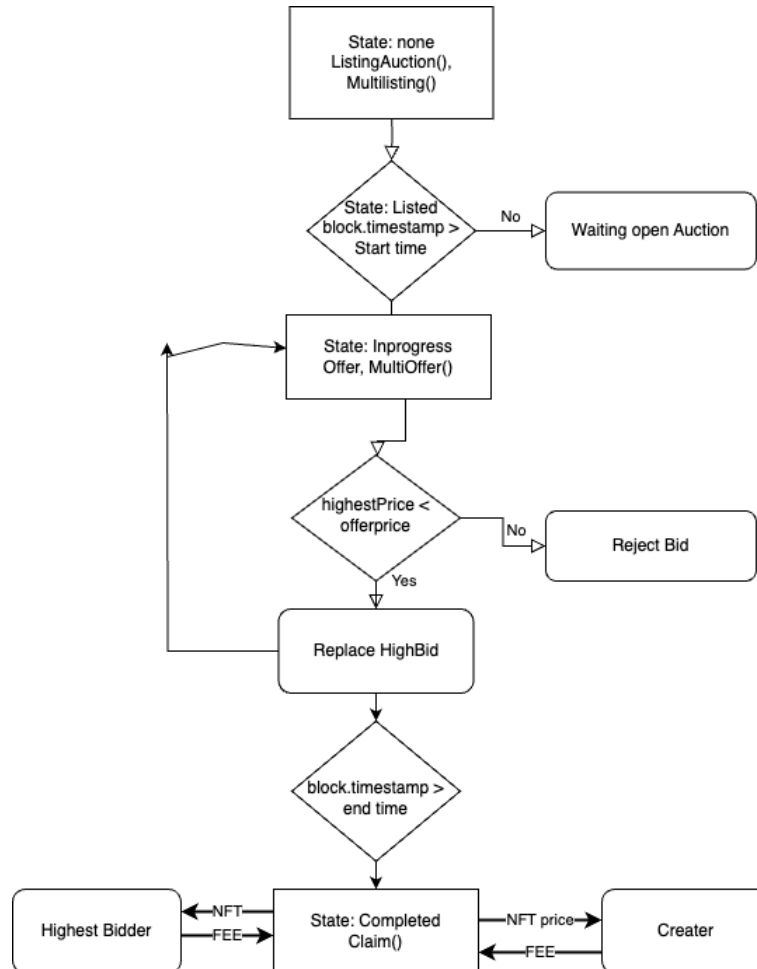 State: none
ListingAuction(),
Multilisting()
State: Listed
block.timestamp >
Start time
No
Waiting open Auction
State: Inprogress
Offer, MultiOffer()
highestPrice <
offerprice
No
Reject Bid
Yes
Replace HighBid
block.timestamp >
end time
Highest Bidder
NFT
FEE
State: Completed
Claim()
NFT price
FEE
Creater